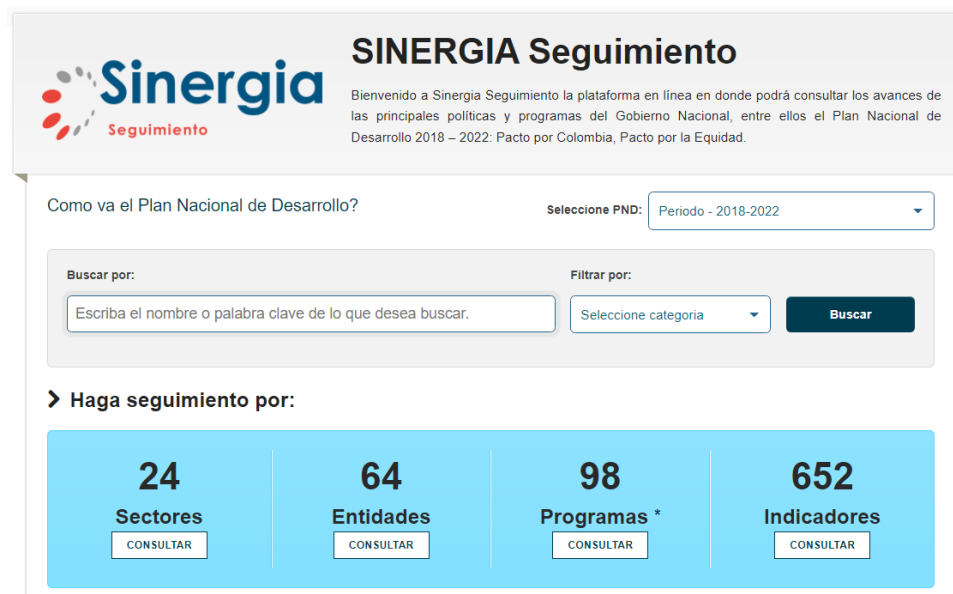 Sinergia
Seguimiento
SINERGIA Seguimiento
Bienvenido a Sinergia Seguimiento la plataforma en línea en donde podrá consultar los avances de
las principales políticas y programas del Gobierno Nacional, entre ellos el Plan Nacional de
Desarrollo 2018 – 2022: Pacto por Colombia, Pacto por la Equidad.
Como va el Plan Nacional de Desarrollo?
Seleccione PND: Periodo - 2018-2022
Buscar por:
Filtrar por:
Escriba el nombre o palabra clave de lo que desea buscar.
Seleccione categoria
Buscar
Haga seguimiento por:
24
Sectores
CONSULTAR
64
Entidades
CONSULTAR
98
Programas *
CONSULTAR
652
Indicadores
CONSULTAR